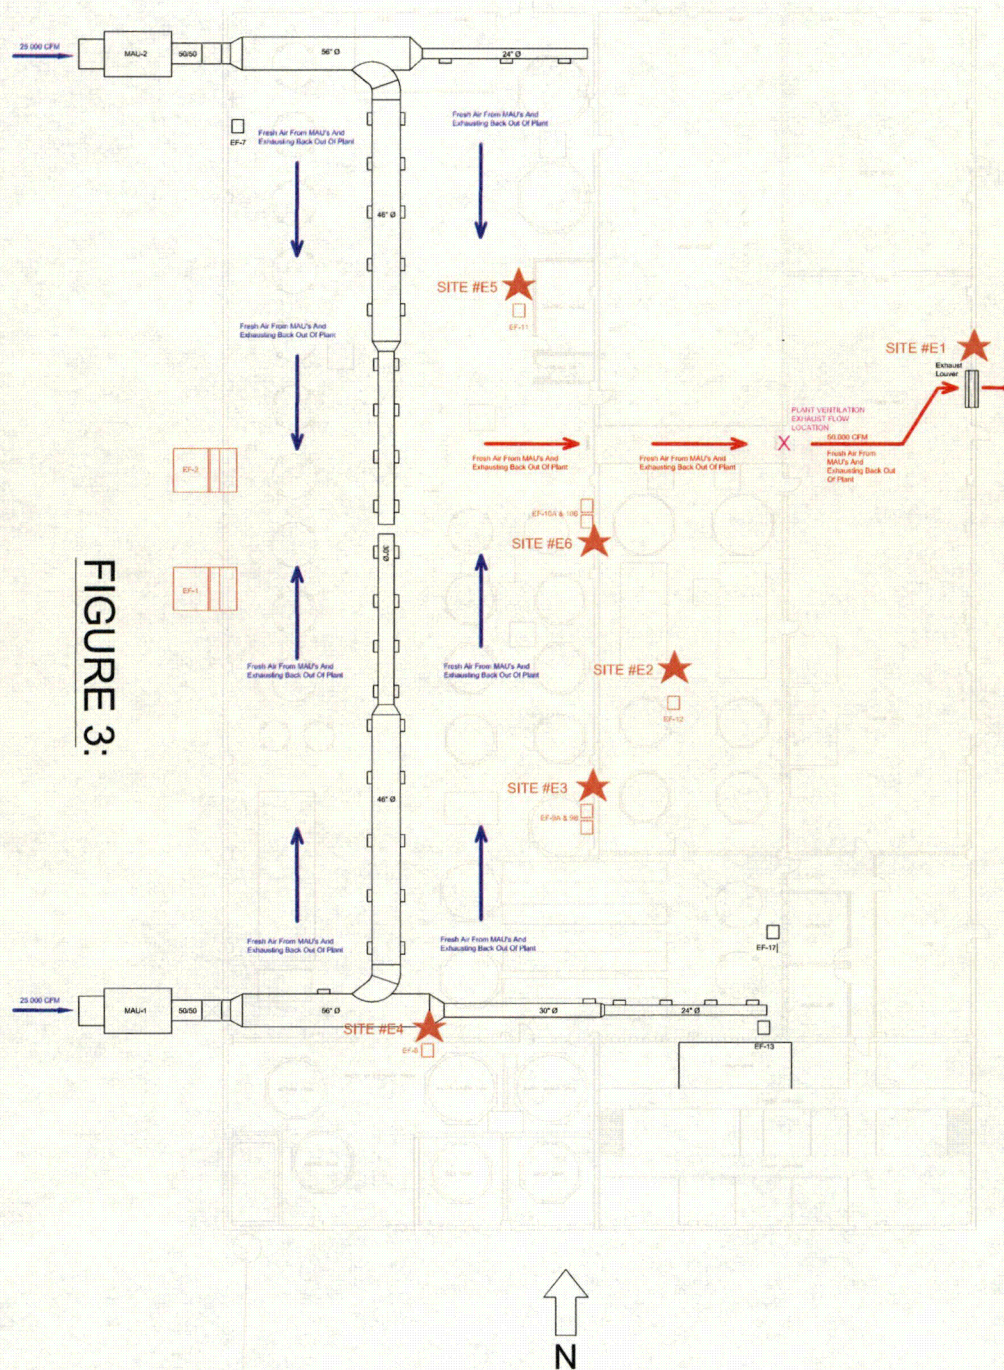 25 000 CFM
MAU-2
50/50
56" Ø
24" Ø
EF-7
Fresh Air From MAU's And
Exhausting Back Out Of Plant
Fresh Air From MAU's And
Exhausting Back Out Of Plant
46" Ø
SITE #E5
EF-11
Fresh Air From MAU's And
Exhausting Back Out Of Plant
SITE #E1
Exhaust
Louver
PLANT VENTILATION
EXHAUST FLOW
LOCATION
X
50,000 CFM
Fresh Air From
MAU's And
Exhausting Back Out
Of Plant
Fresh Air From MAU's And
Exhausting Back Out Of Plant
Fresh Air From MAU's And
Exhausting Back Out Of Plant
EF-2
EF-10A & 10B
SITE #E6
30"Ø
EF-1
FIGURE 3:
Fresh Air From MAU's And
Exhausting Back Out Of Plant
Fresh Air From MAU's And
Exhausting Back Out Of Plant
SITE #E2
EF-12
SITE #E3
EF-9A & 9B
46" Ø
Fresh Air From MAU's And
Exhausting Back Out Of Plant
Fresh Air From MAU's And
Exhausting Back Out Of Plant
EF-17
25 000 CFM
MAU-1
50/50
56" Ø
30" Ø
24" Ø
SITE #E4
EF-8
EF-13
N